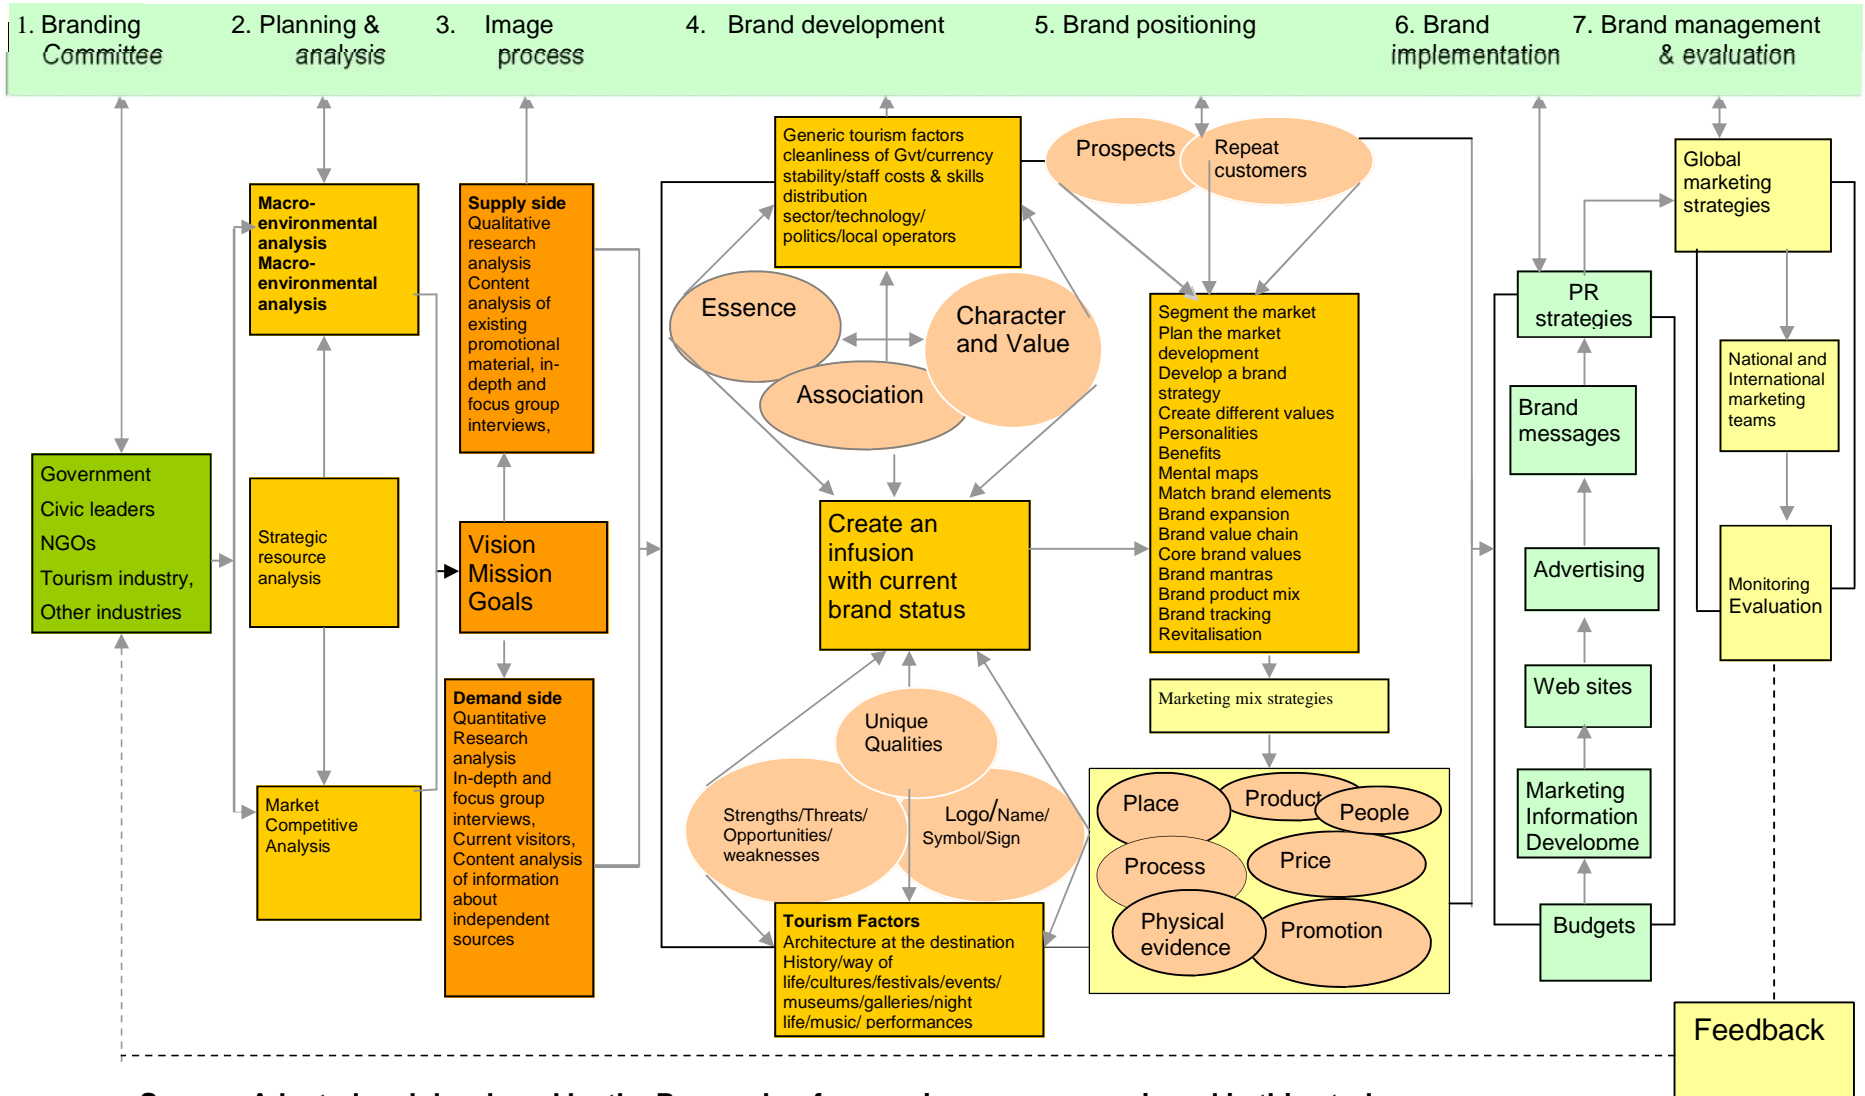 1. Branding
Committee
2. Planning &
analysis
3. Image
process
4. Brand development
5. Brand positioning
6. Brand
implementation
7. Brand management
& evaluation
Government
Civic leaders
NGOs
Tourism industry,
Other industries
Macro-
environmental
analysis
Macro-
environmental
analysis
Strategic
resource
analysis
Market
Competitive
Analysis
Supply side
Qualitative
research
analysis
Content
analysis of
existing
promotional
material, in-
depth and
focus group
interviews,
Vision
Mission
Goals
Demand side
Quantitative
Research
analysis
In-depth and
focus group
interviews,
Current visitors,
Content analysis
of information
about
independent
sources
Generic tourism factors
cleanliness of Gvt/currency
stability/staff costs & skills
distribution
sector/technology/
politics/local operators
Essence
Character
and Value
Association
Create an
infusion
with current
brand status
Unique
Qualities
Strengths/Threats/
Opportunities/
weaknesses
Logo/Name/
Symbol/Sign
Tourism Factors
Architecture at the destination
History/way of
life/cultures/festivals/events/
museums/galleries/night
life/music/ performances
Prospects
Repeat
customers
Segment the market
Plan the market
development
Develop a brand
strategy
Create different values
Personalities
Benefits
Mental maps
Match brand elements
Brand expansion
Brand value chain
Core brand values
Brand mantras
Brand product mix
Brand tracking
Revitalisation
Marketing mix strategies
Place
Product
People
Process
Price
Physical
evidence
Promotion
PR
strategies
Brand
messages
Advertising
Web sites
Marketing
Information
Developme
Budgets
Global
marketing
strategies
National and
International
marketing
teams
Monitoring
Evaluation
Feedback